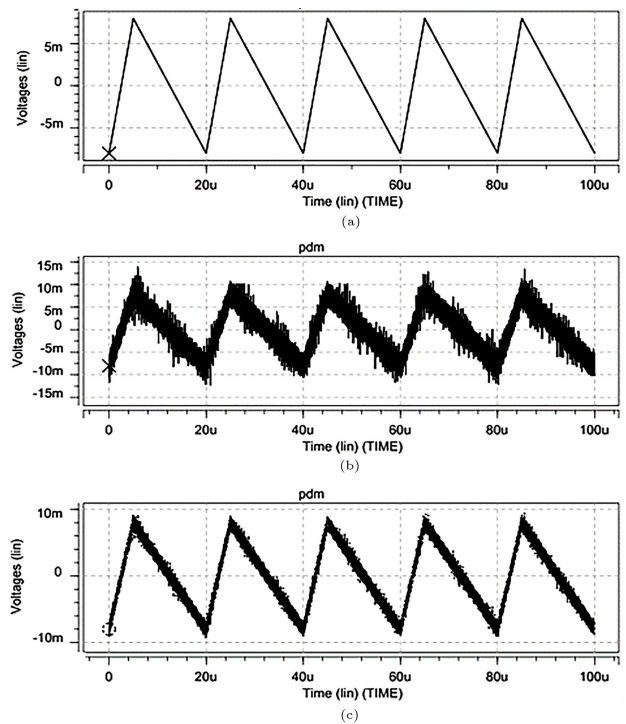 Voltages (lin)
5m
0
-5m
0 20u 40u 60u 80u 100u
Time (lin) (TIME)
(a)
pdm
Voltages (lin)
15m
10m
5m
0
-5m
-10m
-15m
0 20u 40u 60u 80u 100u
Time (lin) (TIME)
(b)
pdm
Voltages (lin)
10m
0
-10m
0 20u 40u 60u 80u 100u
Time (lin) (TIME)
(c)